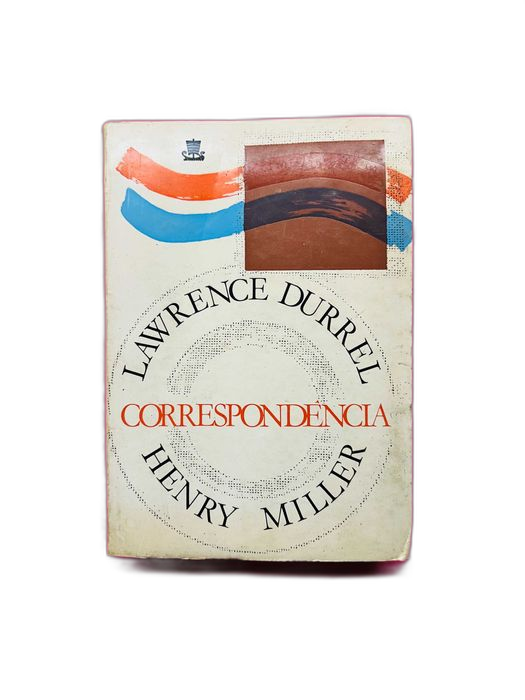 LAWRENCE DURREL
CORRESPONDÊNCIA
HENRY MILLER